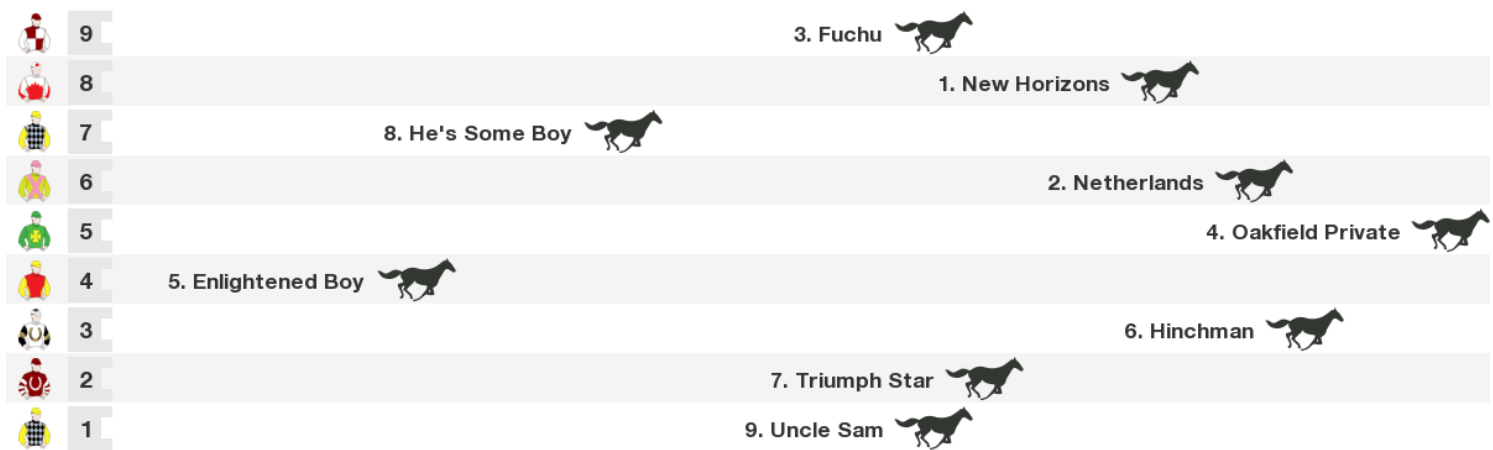 9 3. Fuchu
8 1. New Horizons
7 8. He's Some Boy
6 2. Netherlands
5 4. Oakfield Private
4 5. Enlightened Boy
3 6. Hinchman
2 7. Triumph Star
1 9. Uncle Sam